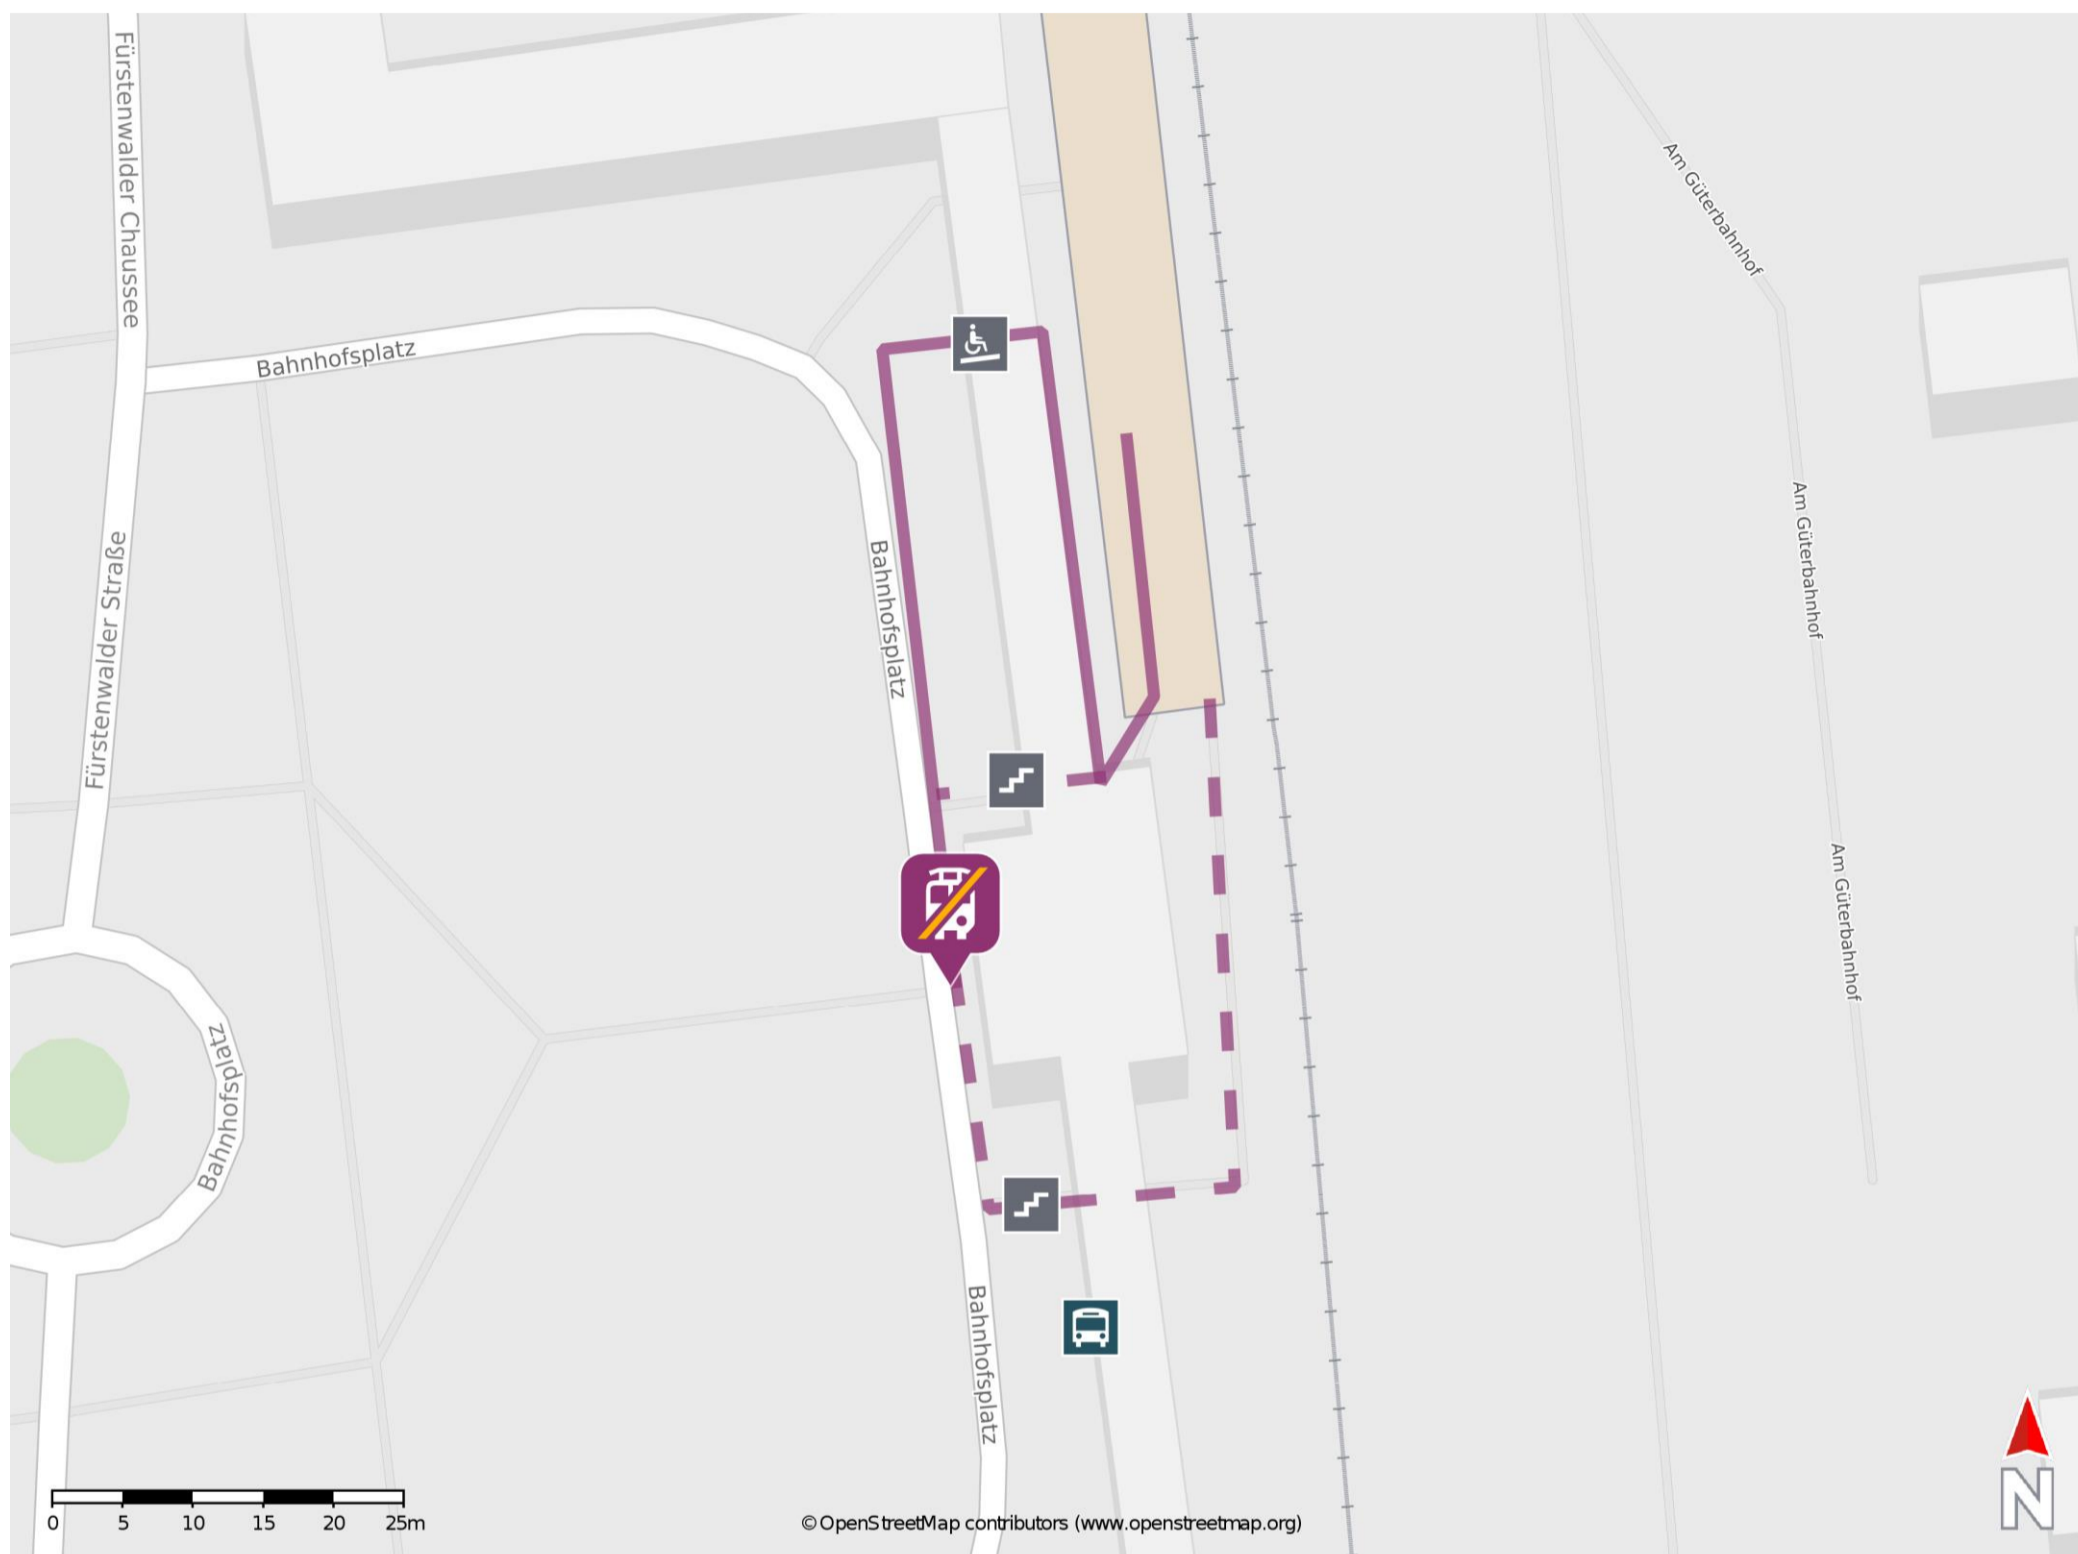 Fürstenwalder Chaussee
Am Güterbahnhof
Bahnhofsplatz
Fürstenwalder Straße
Bahnhofsplatz
Am Güterbahnhof
Am Güterbahnhof
Bahnhofsplatz
Bahnhofsplatz
0 5 10 15 20 25m
©OpenStreetMap contributors (www.openstreetmap.org)
N